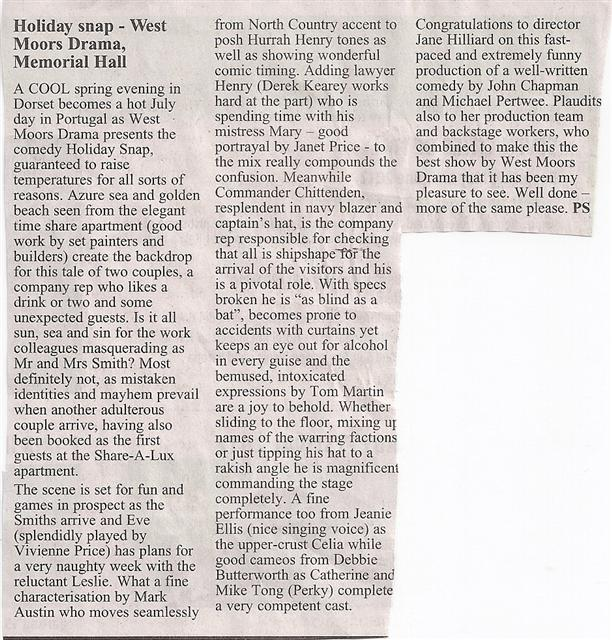 Holiday snap - West
Moors Drama,
Memorial Hall
A COOL spring evening in
Dorset becomes a hot July
day in Portugal as West
Moors Drama presents the
comedy Holiday Snap,
guaranteed to raise
temperatures for all sorts of
reasons. Azure sea and golden
beach seen from the elegant
time share apartment (good
work by set painters and
builders) create the backdrop
for this tale of two couples, a
company rep who likes a
drink or two and some
unexpected guests. Is it all
sun, sea and sin for the work
colleagues masquerading as
Mr and Mrs Smith? Most
definitely not, as mistaken
identities and mayhem prevail
when another adulterous
couple arrive, having also
been booked as the first
guests at the Share-A-Lux
apartment.
The scene is set for fun and
games in prospect as the
Smiths arrive and Eve
(splendidly played by
Vivienne Price) has plans for
a very naughty week with the
reluctant Leslie. What a fine
characterisation by Mark
Austin who moves seamlessly
from North Country accent to
posh Hurrah Henry tones as
well as showing wonderful
comic timing. Adding lawyer
Henry (Derek Kearey works
hard at the part) who is
spending time with his
mistress Mary – good
portrayal by Janet Price - to
the mix really compounds the
confusion. Meanwhile
Commander Chittenden,
resplendent in navy blazer and
captain's hat, is the company
rep responsible for checking
that all is shipshape for the
arrival of the visitors and his
is a pivotal role. With specs
broken he is “as blind as a
bat”, becomes prone to
accidents with curtains yet
keeps an eye out for alcohol
in every guise and the
bemused, intoxicated
expressions by Tom Martin
are a joy to behold. Whether
sliding to the floor, mixing up
names of the warring factions
or just tipping his hat to a
rakish angle he is magnificent
commanding the stage
completely. A fine
performance too from Jeanie
Ellis (nice singing voice) as
the upper-crust Celia while
good cameos from Debbie
Butterworth as Catherine and
Mike Tong (Perky) complete
a very competent cast.
Congratulations to director
Jane Hilliard on this fast-
paced and extremely funny
production of a well-written
comedy by John Chapman
and Michael Pertwee. Plaudits
also to her production team
and backstage workers, who
combined to make this the
best show by West Moors
Drama that it has been my
pleasure to see. Well done –
more of the same please. PS